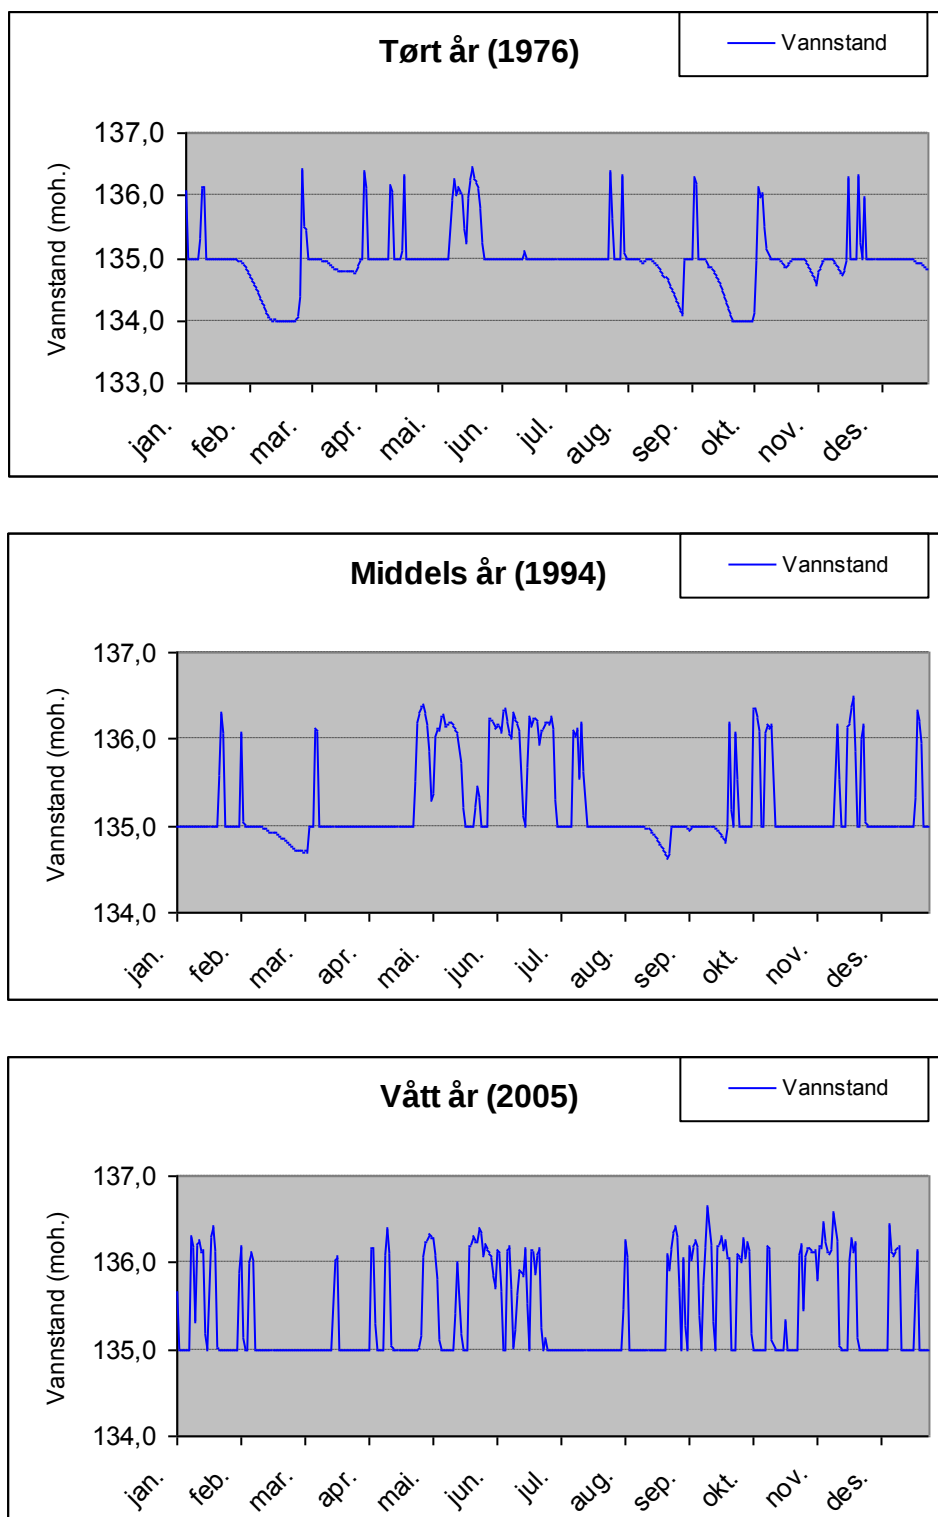 Tørt år (1976)
Vannstand
Vannstand (moh.)
137,0
136,0
135,0
134,0
133,0
jan.
feb.
mar.
apr.
mai.
jun.
jul.
aug.
sep.
okt.
nov.
des.
Middels år (1994)
Vannstand
Vannstand (moh.)
137,0
136,0
135,0
134,0
jan.
feb.
mar.
apr.
mai.
jun.
jul.
aug.
sep.
okt.
nov.
des.
Vått år (2005)
Vannstand
Vannstand (moh.)
137,0
136,0
135,0
134,0
jan.
feb.
mar.
apr.
mai.
jun.
jul.
aug.
sep.
okt.
nov.
des.